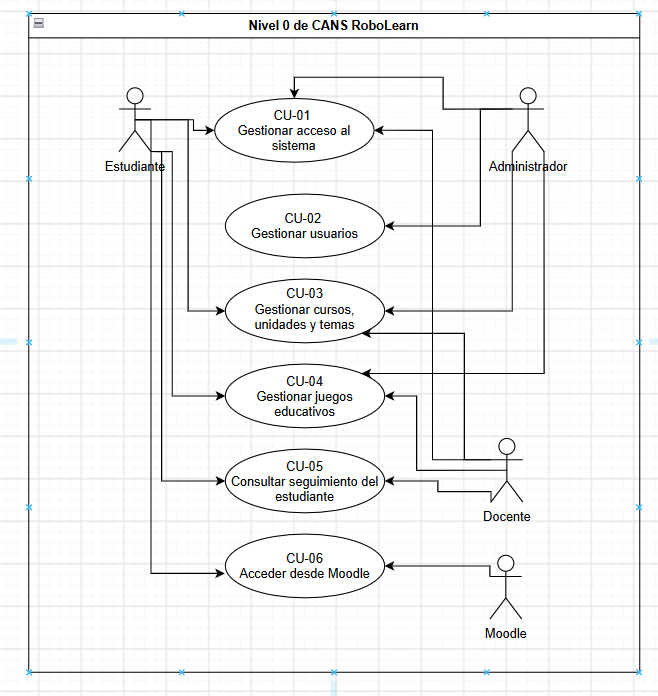 Nivel 0 de CANS RoboLearn
CU-01
Gestionar acceso al
sistema
Estudiante
Administrador
CU-02
Gestionar usuarios
CU-03
Gestionar cursos,
unidades y temas
CU-04
Gestionar juegos
educativos
CU-05
Consultar seguimiento del
estudiante
Docente
CU-06
Acceder desde Moodle
Moodle